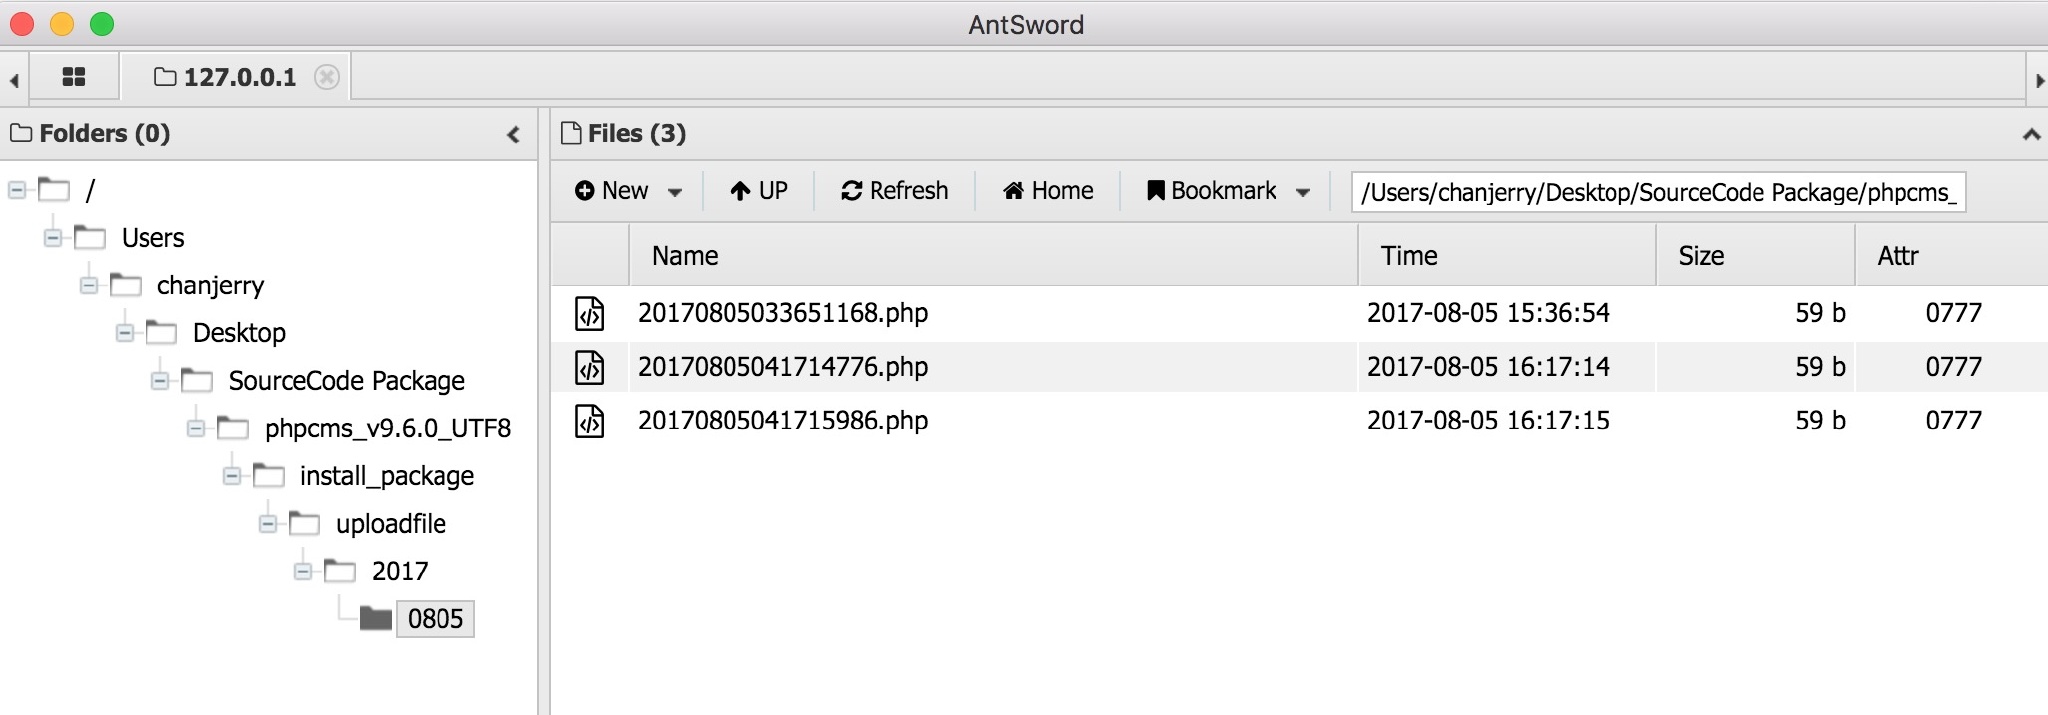 AntSword
127.0.0.1
Folders (0)
Files (3)
/
Users
chanjerry
Desktop
SourceCode Package
phpcms_v9.6.0_UTF8
install_package
uploadfile
2017
0805
New UP Refresh Home Bookmark /Users/chanjerry/Desktop/SourceCode Package/phpcms_
Name Time Size Attr
20170805033651168.php 2017-08-05 15:36:54 59 b 0777
20170805041714776.php 2017-08-05 16:17:14 59 b 0777
20170805041715986.php 2017-08-05 16:17:15 59 b 0777